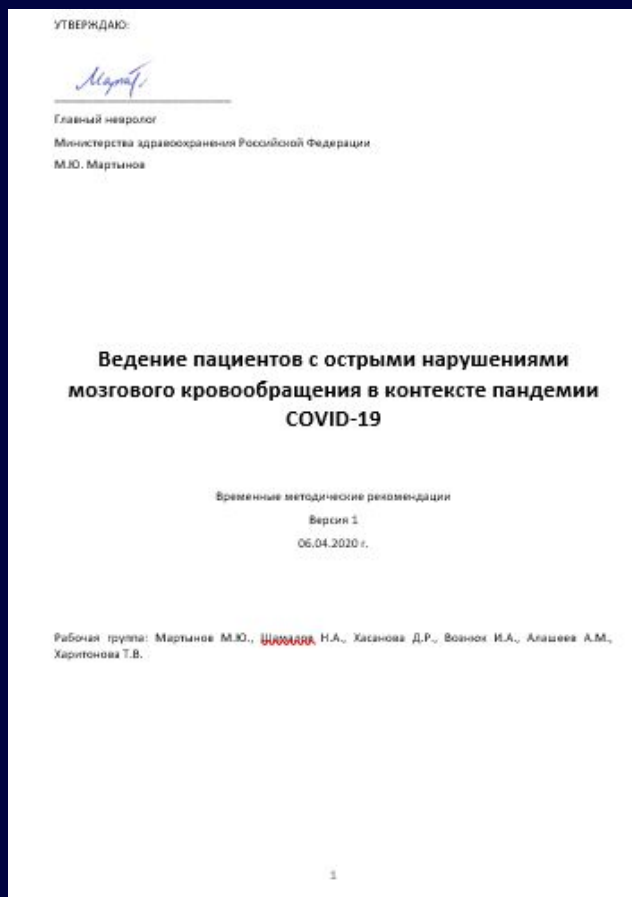 УТВЕРЖДАЮ:
Главный невролог
Министерства здравоохранения Российской Федерации
М.Ю. Мартынов
Ведение пациентов с острыми нарушениями
мозгового кровообращения в контексте пандемии
COVID-19
Временные методические рекомендации
Версия 1
06.04.2020 г.
Рабочая группа: Мартынов М.Ю., Шамалов Н.А., Хасанова Д.Р., Вознюк И.А., Алашеев А.М.,
Харитонова Т.В.
1